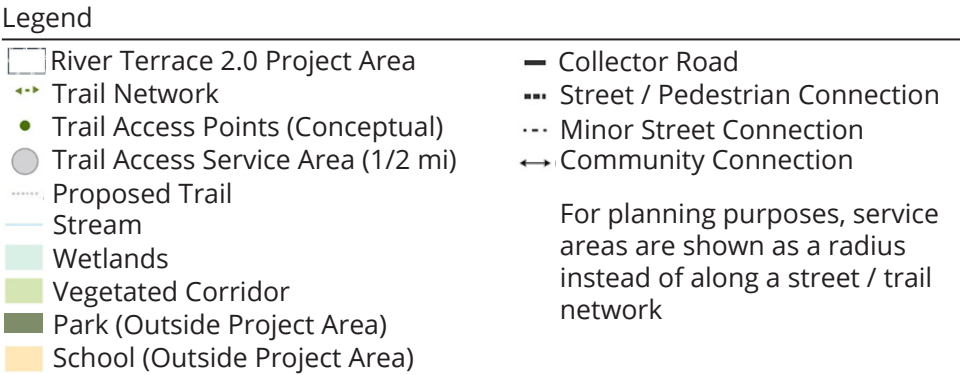 Legend
River Terrace 2.0 Project Area
Trail Network
Trail Access Points (Conceptual)
Trail Access Service Area (1/2 mi)
Proposed Trail
Stream
Wetlands
Vegetated Corridor
Park (Outside Project Area)
School (Outside Project Area)
Collector Road
Street / Pedestrian Connection
Minor Street Connection
Community Connection
For planning purposes, service
areas are shown as a radius
instead of along a street / trail
network